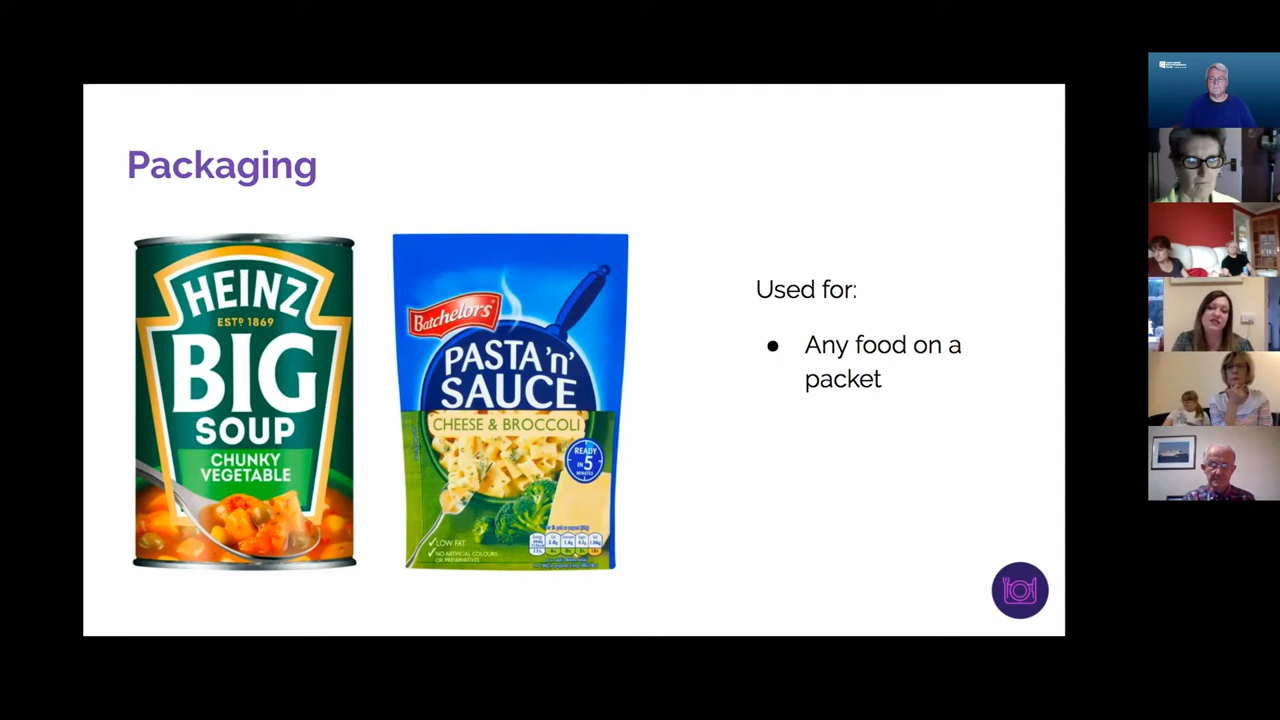 Packaging
HEINZ
ESTD 1869
BIG
SOUP
CHUNKY
VEGETABLE
Batchelors
PASTA 'n'
SAUCE
CHEESE & BROCCOLI
READY
IN 5
MINUTES
LOW FAT
NO ARTIFICIAL COLOURS
OR PRESERVATIVES
Used for:
● Any food on a
packet